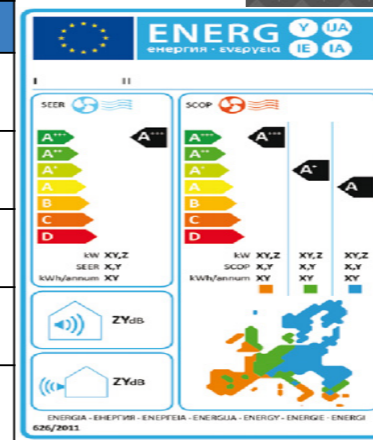 ENERG Y UA
енергия · ενεργεια IE IA
I II
SEER SCOP
A+++ A+++ A+++ A+++
A++ A++
A+ A+ A+
A A A
B B
C C
D D
kW XY,Z kW XY,Z XY,Z XY,Z
SEER X,Y SCOP X,Y X,Y X,Y
kWh/annum XY kWh/annum XY XY XY
ZYdB
ZYdB
ENERGIA - ЕНЕРГИЯ - ΕΝΕΡΓΕΙΑ - ENERGIJA - ENERGY - ENERGIE - ENERGI
626/2011